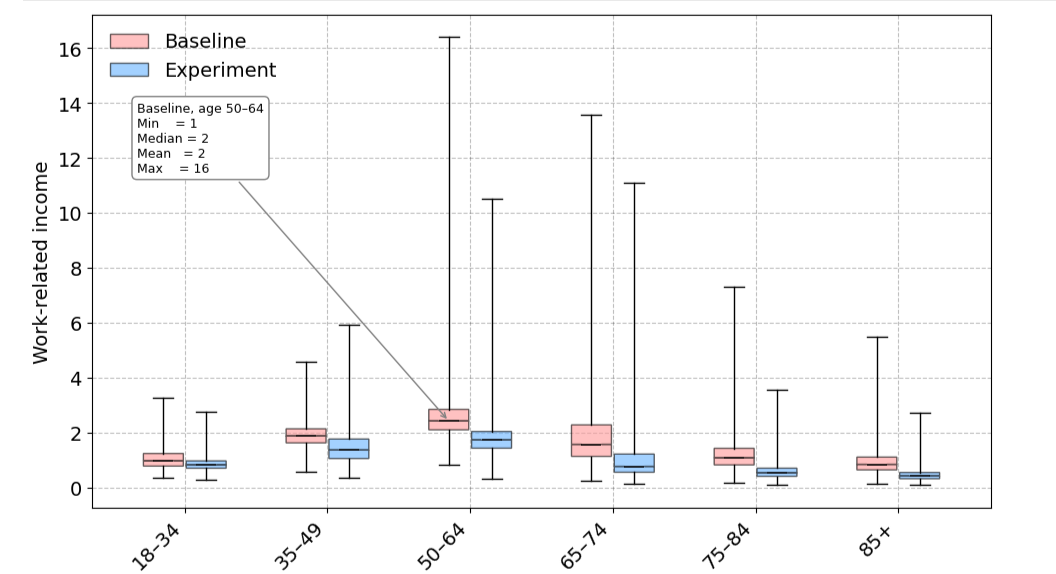 Baseline
Experiment
Baseline, age 50–64
Min = 1
Median = 2
Mean = 2
Max = 16
Work-related income
16
14
12
10
8
6
4
2
0
18–34
35–49
50–64
65–74
75–84
85+